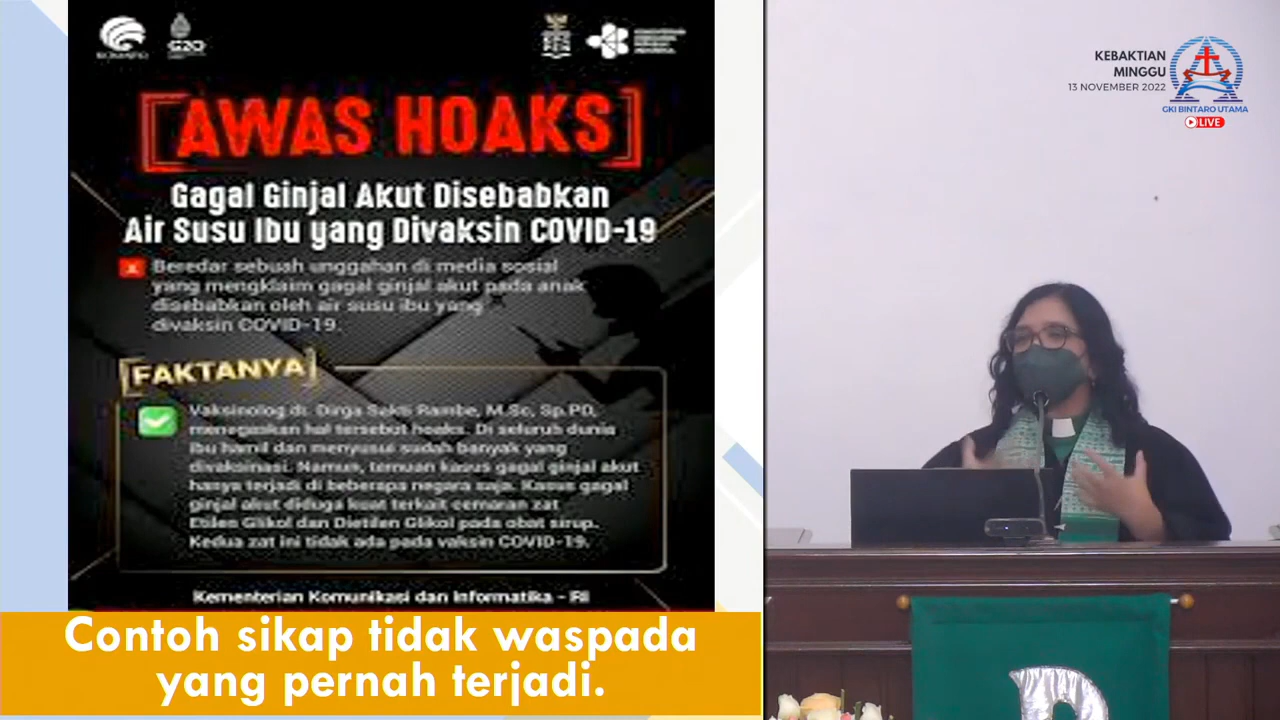 KOMINFO
G20
AWAS HOAKS
Gagal Ginjal Akut Disebabkan
Air Susu Ibu yang Divaksin COVID-19
Beredar sebuah unggahan di media sosial
yang mengklaim gagal ginjal akut pada anak
disebabkan oleh air susu ibu yang
divaksin COVID-19.
FAKTANYA
Vaksinolog dr. Dirga Sakti Rambe, M.Sc, Sp.PD,
menegaskan hal tersebut hoaks. Di seluruh dunia
Ibu hamil dan menyusui sudah banyak yang
divaksinasi. Namun, temuan kasus gagal ginjal akut
hanya terjadi di beberapa negara saja. Kasus gagal
ginjal akut diduga kuat terkait cemaran zat
Etilen Glikol dan Dietilen Glikol pada obat sirup.
Kedua zat ini tidak ada pada vaksin COVID-19.
Kementerian Komunikasi dan Informatika - RI
Contoh sikap tidak waspada
yang pernah terjadi.
KEBAKTIAN
MINGGU
13 NOVEMBER 2022
GKI BINTARO UTAMA
LIVE